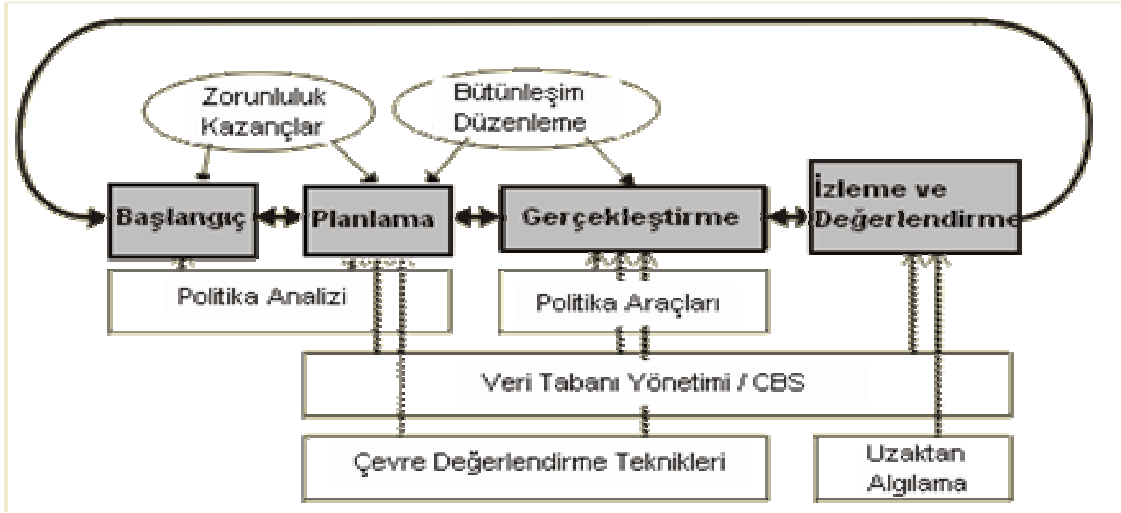 Zorunluluk
Kazançlar
Bütünleşim
Düzenleme
Başlangıç
Planlama
Gerçekleştirme
İzleme ve
Değerlendirme
Politika Analizi
Politika Araçları
Veri Tabanı Yönetimi / CBS
Çevre Değerlendirme Teknikleri
Uzaktan
Algılama